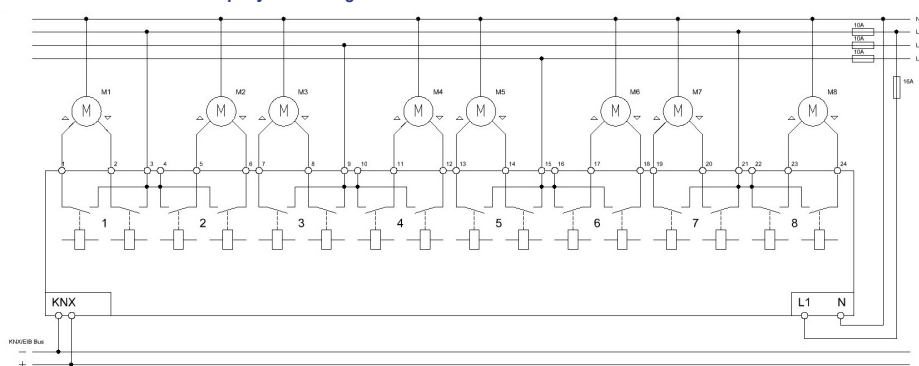 N
10A
L
10A
L
10A
L
16A
M1 M2 M3 M4 M5 M6 M7 M8
M M M M M M M M
1 2 3 4 5 6 7 8 9 10 11 12 13 14 15 16 17 18 19 20 21 22 23 24
1 2 3 4 5 6 7 8
KNX L1 N
KNX/EIB Bus
−
+